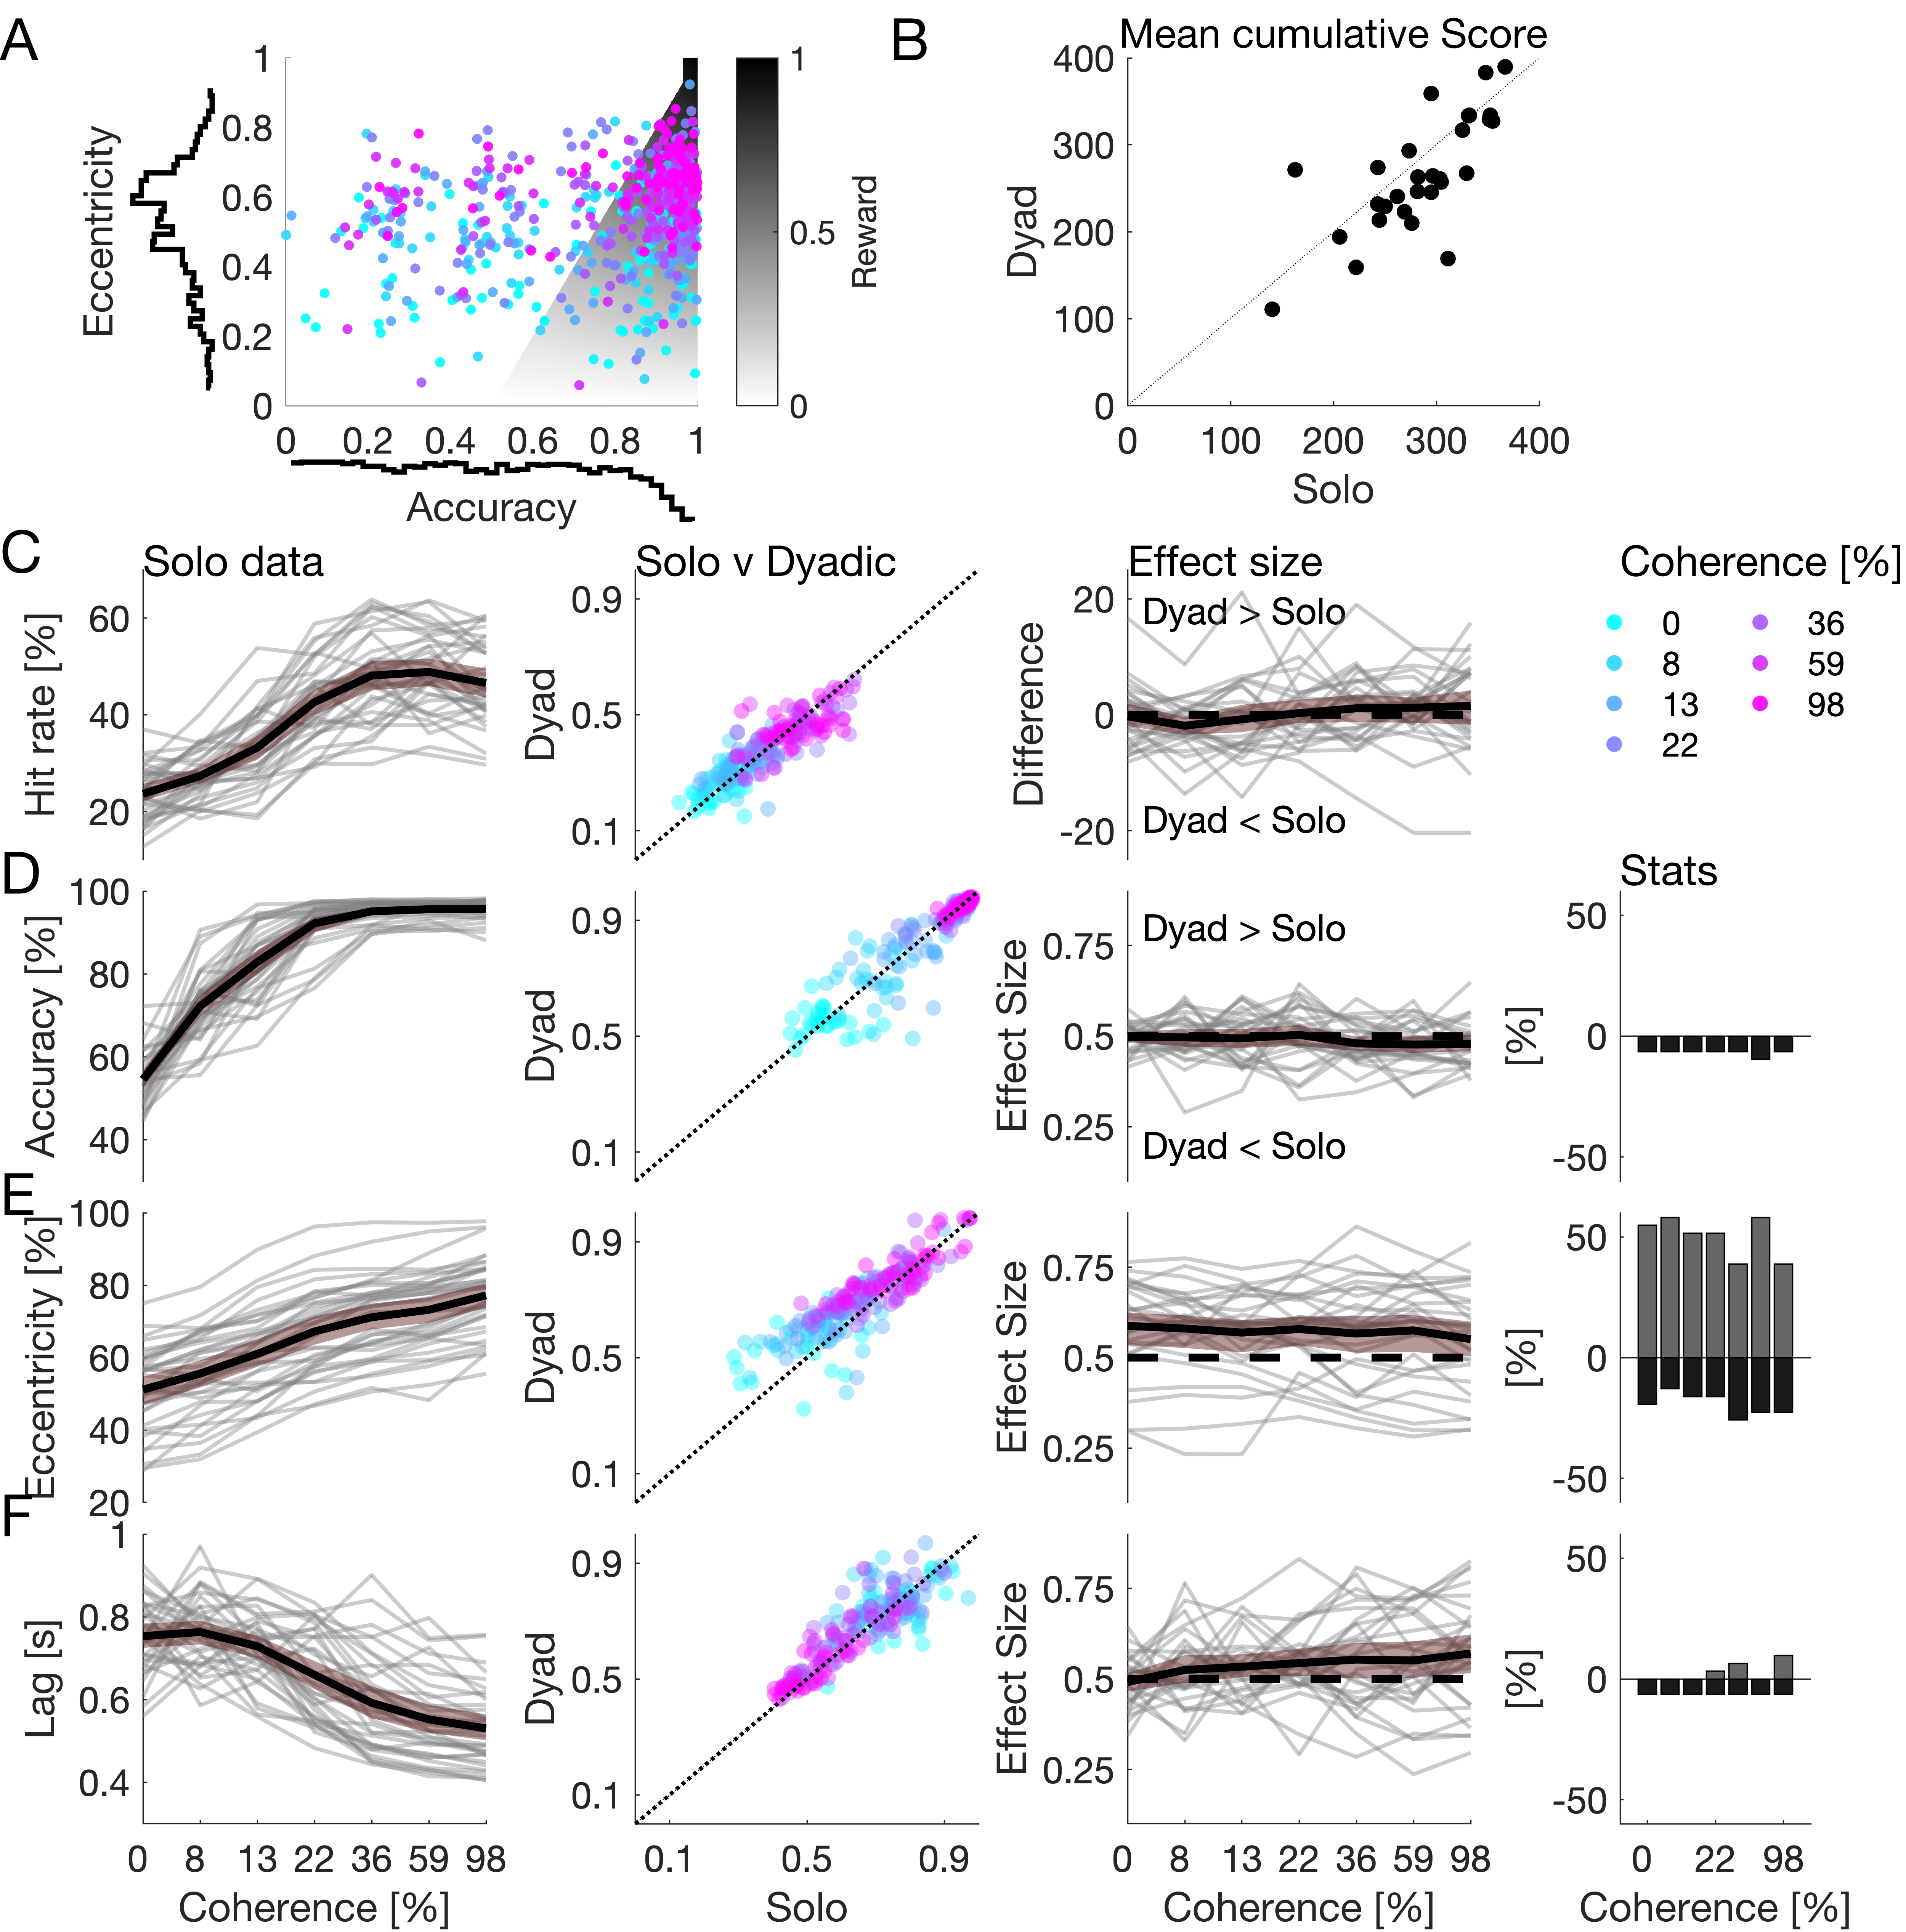 A
Eccentricity
1
0.8
0.6
0.4
0.2
0
0 0.2 0.4 0.6 0.8 1
Accuracy
1
0.5
0
Reward
B
Mean cumulative Score
Dyad
400
300
200
100
0
0 100 200 300 400
Solo
C
Solo data
Hit rate [%]
60
40
20
Solo v Dyadic
Dyad
0.9
0.5
0.1
Effect size
Difference
20
0
-20
Dyad > Solo
Dyad < Solo
Coherence [%]
0 36
8 59
13 98
22
D
Accuracy [%]
100
80
60
40
Dyad
0.9
0.5
0.1
Effect Size
0.75
0.5
0.25
Dyad > Solo
Dyad < Solo
Stats
[%]
50
0
-50
E
Eccentricity [%]
100
80
60
40
20
Dyad
0.9
0.5
0.1
Effect Size
0.75
0.5
0.25
[%]
50
0
-50
F
Lag [s]
1
0.8
0.6
0.4
0 8 13 22 36 59 98
Coherence [%]
Dyad
0.9
0.5
0.1
0.1 0.5 0.9
Solo
Effect Size
0.75
0.5
0.25
0 8 13 22 36 59 98
Coherence [%]
[%]
50
0
-50
0 22 98
Coherence [%]